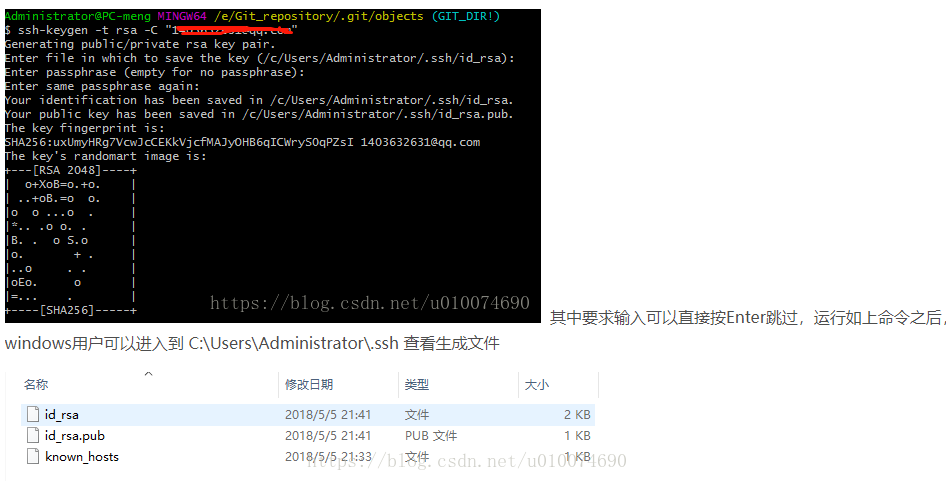 Administrator@PC-meng MINGW64 /e/Git_repository/.git/objects (GIT_DIR!)
$ ssh-keygen -t rsa -C "
Generating public/private rsa key pair.
Enter file in which to save the key (/c/Users/Administrator/.ssh/id_rsa):
Enter passphrase (empty for no passphrase):
Enter same passphrase again:
Your identification has been saved in /c/Users/Administrator/.ssh/id_rsa.
Your public key has been saved in /c/Users/Administrator/.ssh/id_rsa.pub.
The key fingerprint is:
SHA256:uxUmyHRg7VcwJcCEKkVjcfMAJyOHB6qICWrySOqPZsI 1403632631@qq.com
The key's randomart image is:
+---[RSA 2048]----+
|  o+XoB=o.+o.    |
| ..+oB.=o  o.    |
|o  o ...o  .     |
|*.. .o o. .      |
|B. .  o S.o      |
|o.       + .     |
|..o     . .      |
|oEo.     o       |
|=...    .        |
+----[SHA256]-----+
https://blog.csdn.net/u010074690
其中要求输入可以直接按Enter跳过，运行如上命令之后，
windows用户可以进入到 C:\Users\Administrator\.ssh 查看生成文件
名称 修改日期 类型 大小
id_rsa 2018/5/5 21:41 文件 2 KB
id_rsa.pub 2018/5/5 21:41 PUB 文件 1 KB
known_hosts 2018/5/5 21:33 文件 1 KB
https://blog.csdn.net/u010074690